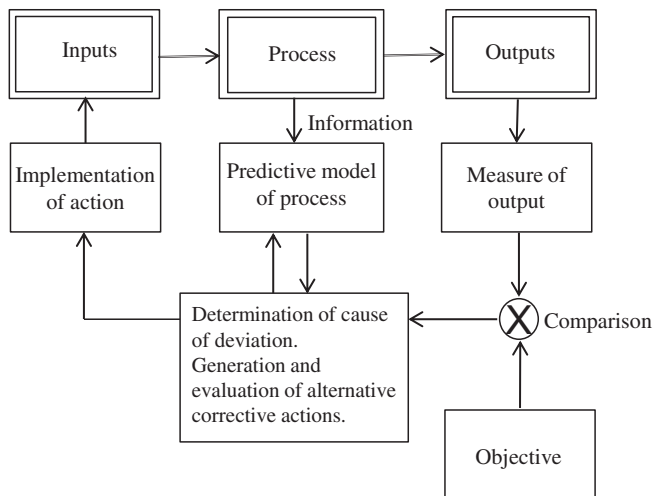 Inputs
Process
Outputs
Information
Implementation
of action
Predictive model
of process
Measure of
output
Determination of cause
of deviation.
Generation and
evaluation of alternative
corrective actions.
X
Comparison
Objective